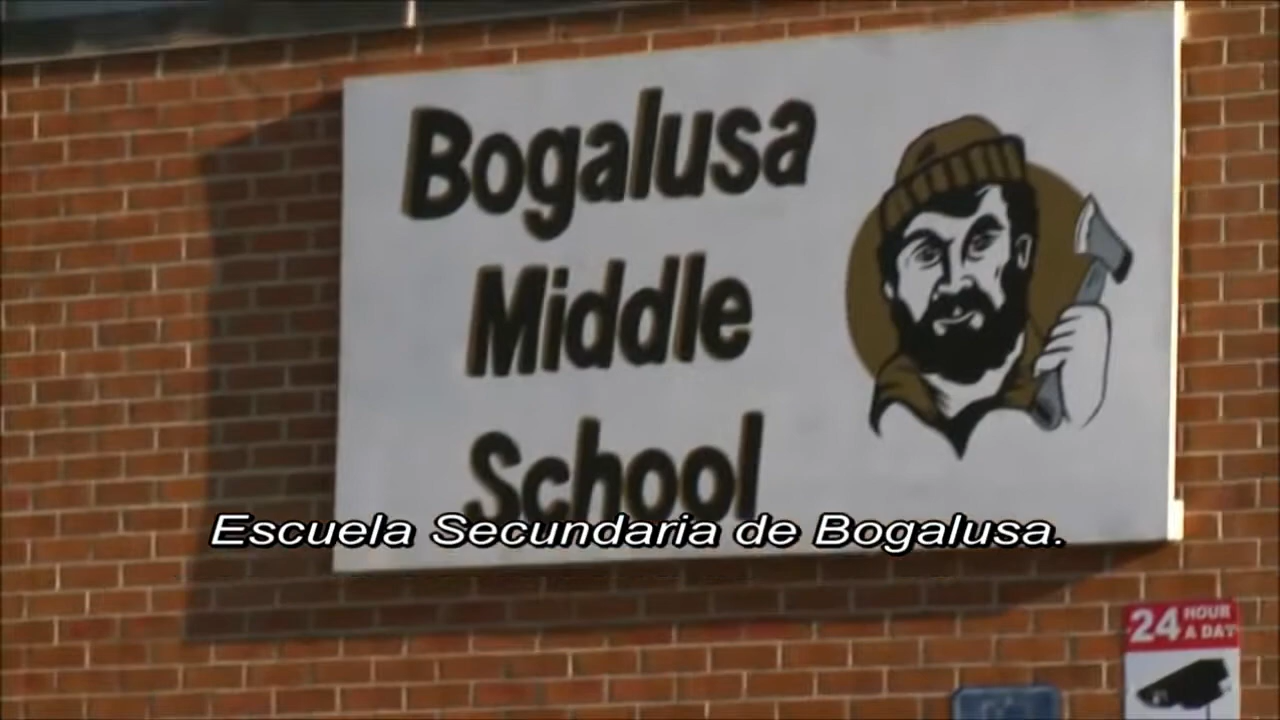 Bogalusa
Middle
School
Escuela Secundaria de Bogalusa.
24 HOUR
A DAY